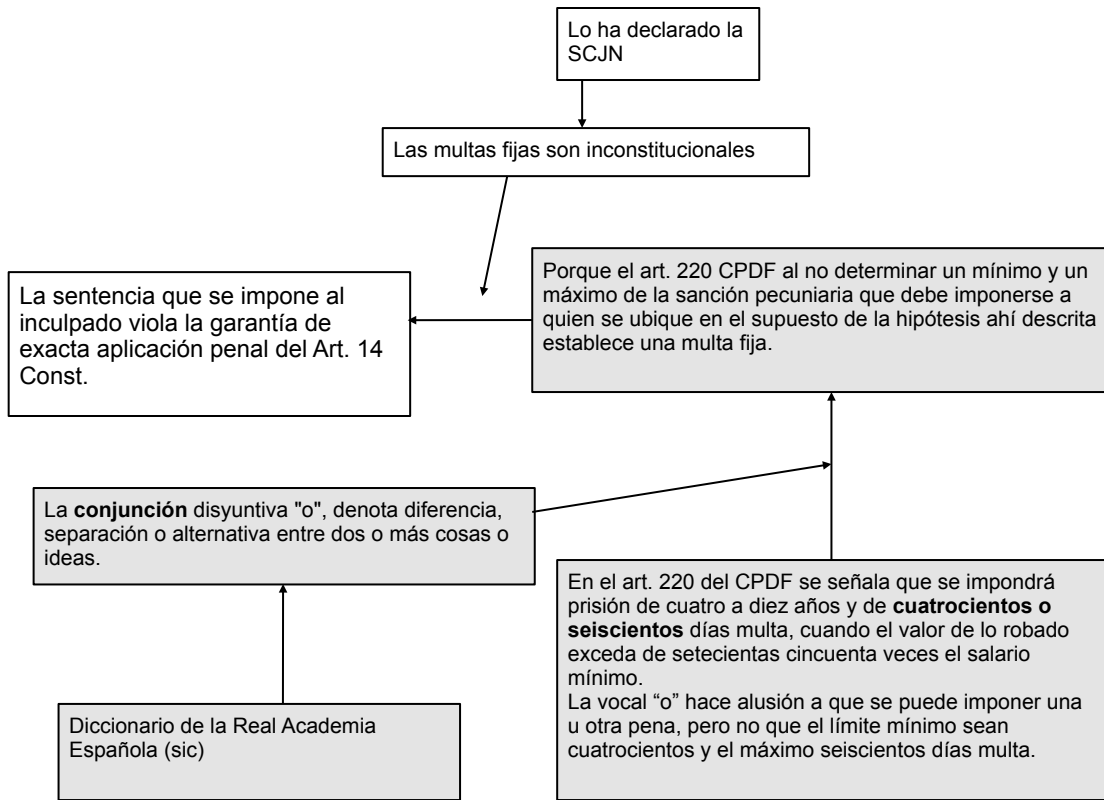 Lo ha declarado la
SCJN
Las multas fijas son inconstitucionales
La sentencia que se impone al
inculpado viola la garantía de
exacta aplicación penal del Art. 14
Const.
Porque el art. 220 CPDF al no determinar un mínimo y un
máximo de la sanción pecuniaria que debe imponerse a
quien se ubique en el supuesto de la hipótesis ahí descrita
establece una multa fija.
La conjunción disyuntiva "o", denota diferencia,
separación o alternativa entre dos o más cosas o
ideas.
En el art. 220 del CPDF se señala que se impondrá
prisión de cuatro a diez años y de cuatrocientos o
seiscientos días multa, cuando el valor de lo robado
exceda de setecientas cincuenta veces el salario
mínimo.
La vocal “o” hace alusión a que se puede imponer una
u otra pena, pero no que el límite mínimo sean
cuatrocientos y el máximo seiscientos días multa.
Diccionario de la Real Academia
Española (sic)